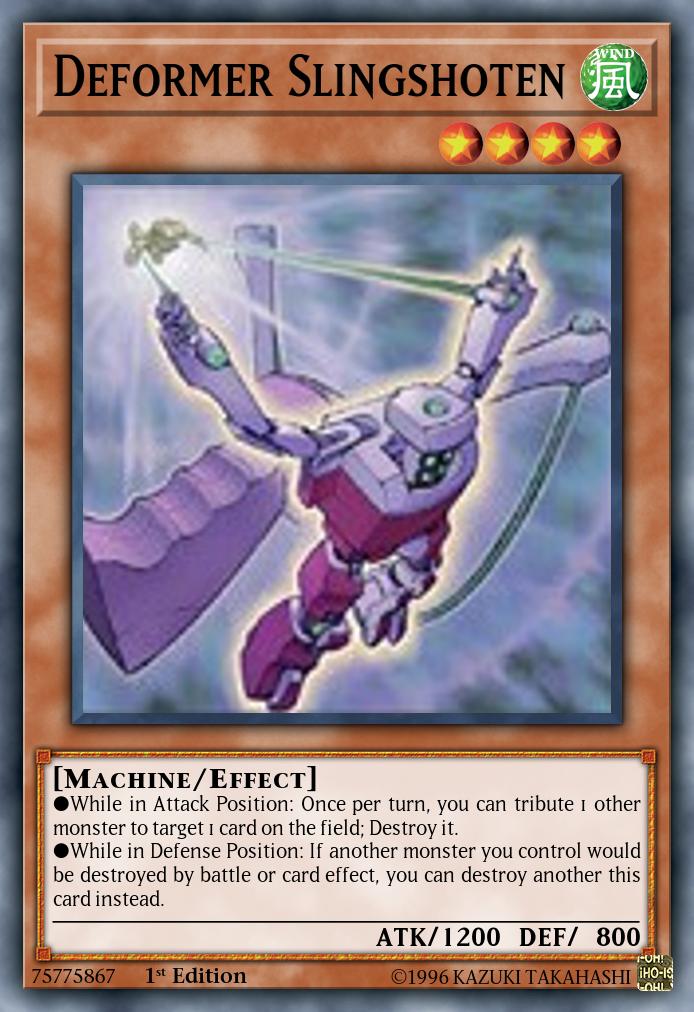 DEFORMER SLINGSHOTEN
WIND
風
[MACHINE/EFFECT]
●While in Attack Position: Once per turn, you can tribute 1 other
monster to target 1 card on the field; Destroy it.
●While in Defense Position: If another monster you control would
be destroyed by battle or card effect, you can destroy another this
card instead.
ATK/1200 DEF/ 800
75775867 1st Edition ©1996 KAZUKI TAKAHASHI